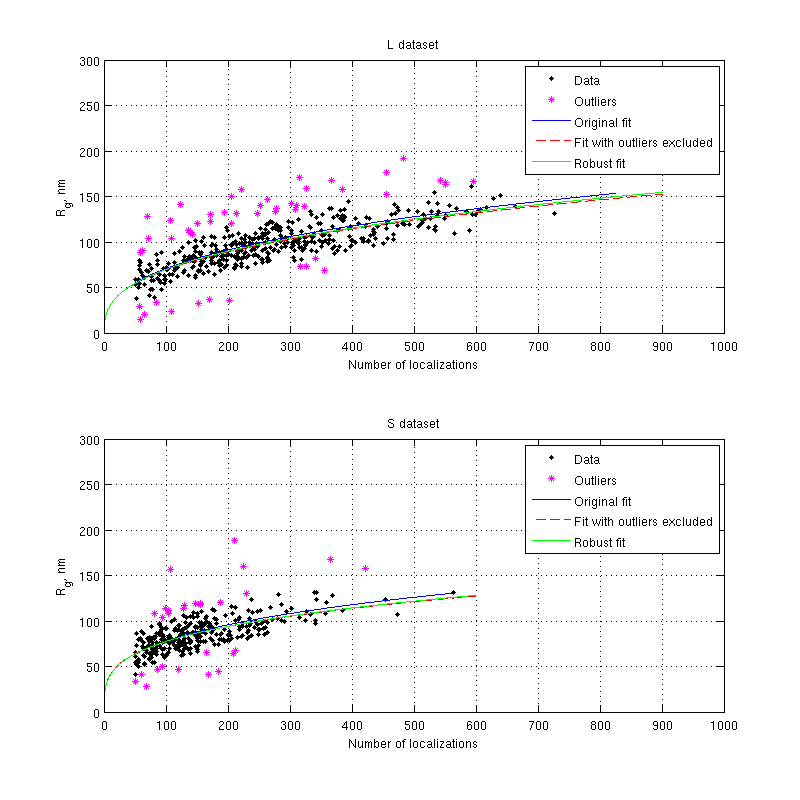 L dataset
300
250
200
150
100
50
0
R_g, nm
0 100 200 300 400 500 600 700 800 900 1000
Number of localizations
Data
Outliers
Original fit
Fit with outliers excluded
Robust fit
S dataset
300
250
200
150
100
50
0
R_g, nm
0 100 200 300 400 500 600 700 800 900 1000
Number of localizations
Data
Outliers
Original fit
Fit with outliers excluded
Robust fit